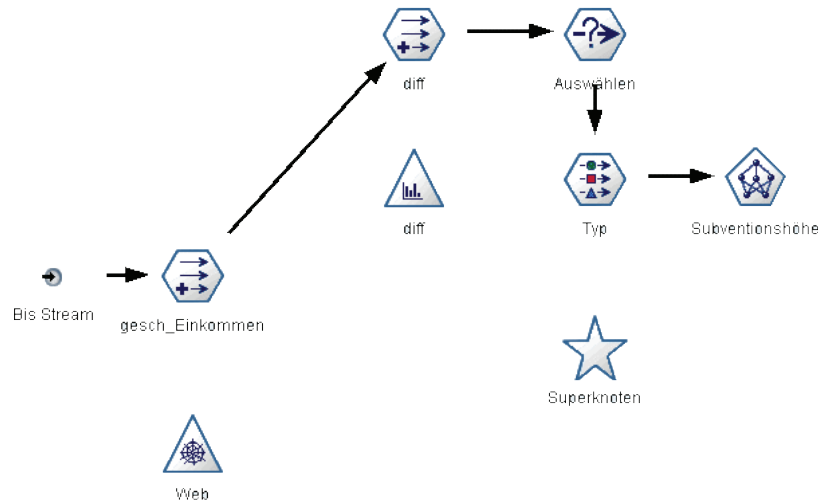 diff
Auswählen
diff
Typ
Subventionshöhe
Bis Stream
gesch_Einkommen
Superknoten
Web